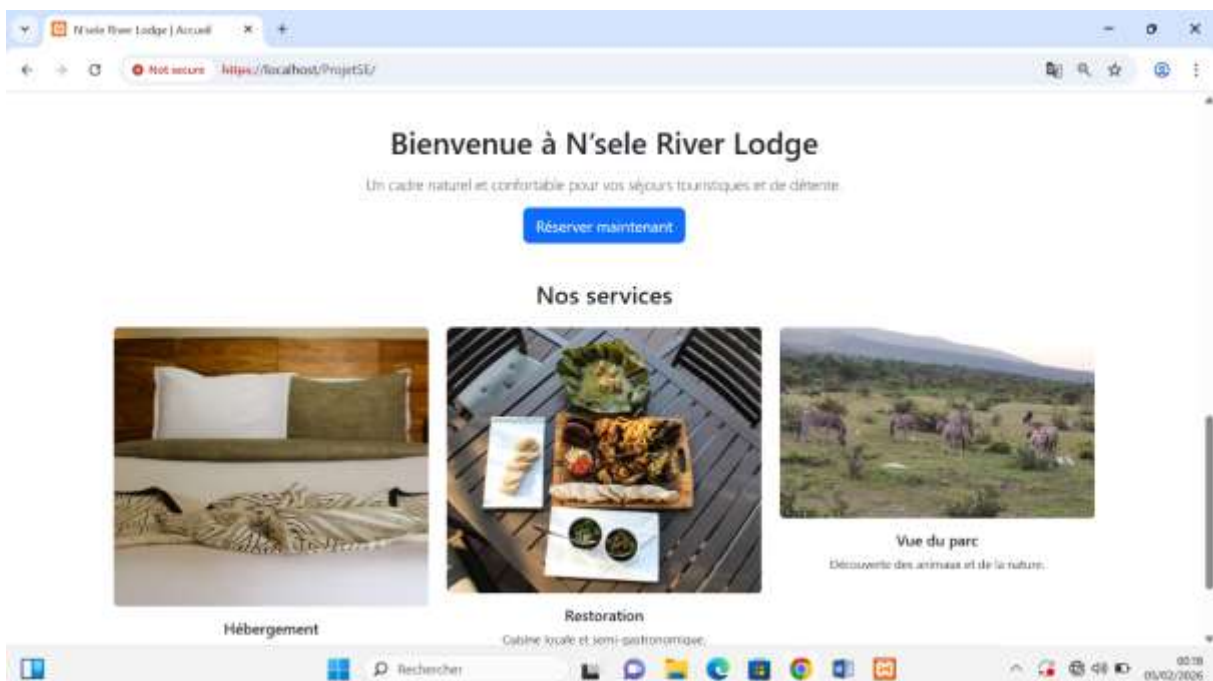 N'sele River Lodge | Accueil
Not secure https://localhost/ProjetSE/
Bienvenue à N'sele River Lodge
Un cadre naturel et confortable pour vos séjours touristiques et de détente.
Réserver maintenant
Nos services
Vue du parc
Découverte des animaux et de la nature.
Restoration
Hébergement
Cuisine locale et semi-gastronomique.
Rechercher
00:18
05/02/2026